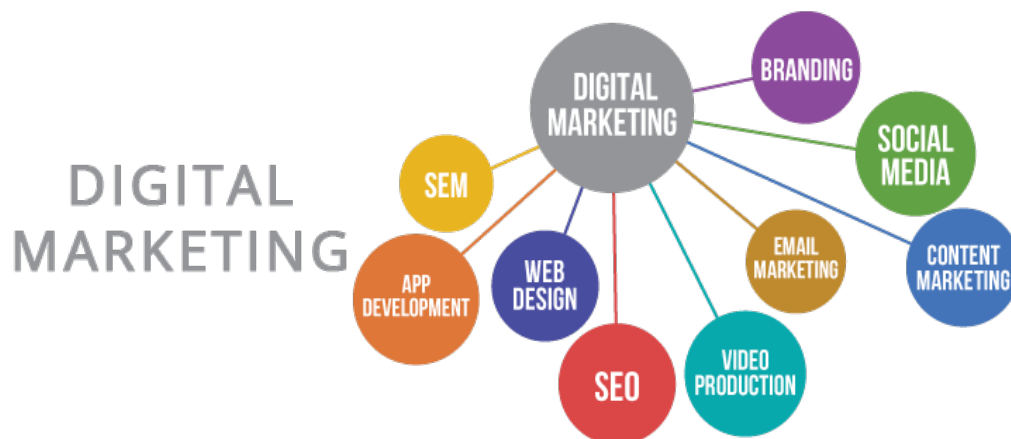 DIGITAL
MARKETING
DIGITAL
MARKETING
BRANDING
SOCIAL
MEDIA
SEM
CONTENT
MARKETING
EMAIL
MARKETING
WEB
DESIGN
APP
DEVELOPMENT
VIDEO
PRODUCTION
SEO